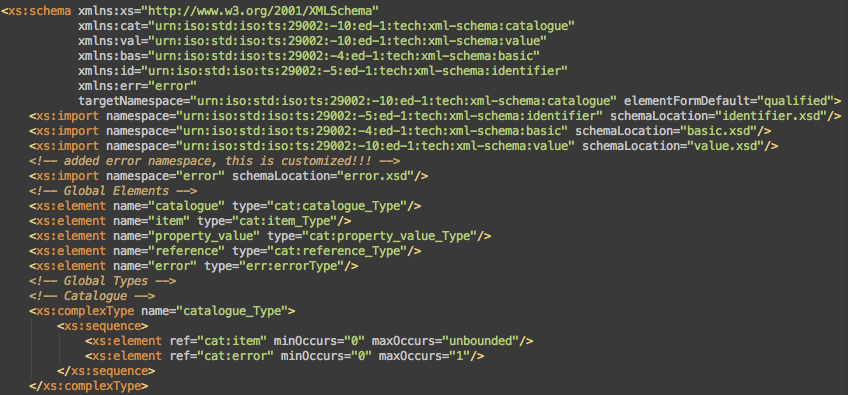 <xs:schema xmlns:xs="http://www.w3.org/2001/XMLSchema"
xmlns:cat="urn:iso:std:iso:ts:29002:-10:ed-1:tech:xml-schema:catalogue"
xmlns:val="urn:iso:std:iso:ts:29002:-10:ed-1:tech:xml-schema:value"
xmlns:bas="urn:iso:std:iso:ts:29002:-4:ed-1:tech:xml-schema:basic"
xmlns:id="urn:iso:std:iso:ts:29002:-5:ed-1:tech:xml-schema:identifier"
xmlns:err="error"
targetNamespace="urn:iso:std:iso:ts:29002:-10:ed-1:tech:xml-schema:catalogue" elementFormDefault="qualified">
<xs:import namespace="urn:iso:std:iso:ts:29002:-5:ed-1:tech:xml-schema:identifier" schemaLocation="identifier.xsd"/>
<xs:import namespace="urn:iso:std:iso:ts:29002:-4:ed-1:tech:xml-schema:basic" schemaLocation="basic.xsd"/>
<xs:import namespace="urn:iso:std:iso:ts:29002:-10:ed-1:tech:xml-schema:value" schemaLocation="value.xsd"/>
<!-- added error namespace, this is customized!!! -->
<xs:import namespace="error" schemaLocation="error.xsd"/>
<!-- Global Elements -->
<xs:element name="catalogue" type="cat:catalogue_Type"/>
<xs:element name="item" type="cat:item_Type"/>
<xs:element name="property_value" type="cat:property_value_Type"/>
<xs:element name="reference" type="cat:reference_Type"/>
<xs:element name="error" type="err:errorType"/>
<!-- Global Types -->
<!-- Catalogue -->
<xs:complexType name="catalogue_Type">
<xs:sequence>
<xs:element ref="cat:item" minOccurs="0" maxOccurs="unbounded"/>
<xs:element ref="cat:error" minOccurs="0" maxOccurs="1"/>
</xs:sequence>
</xs:complexType>